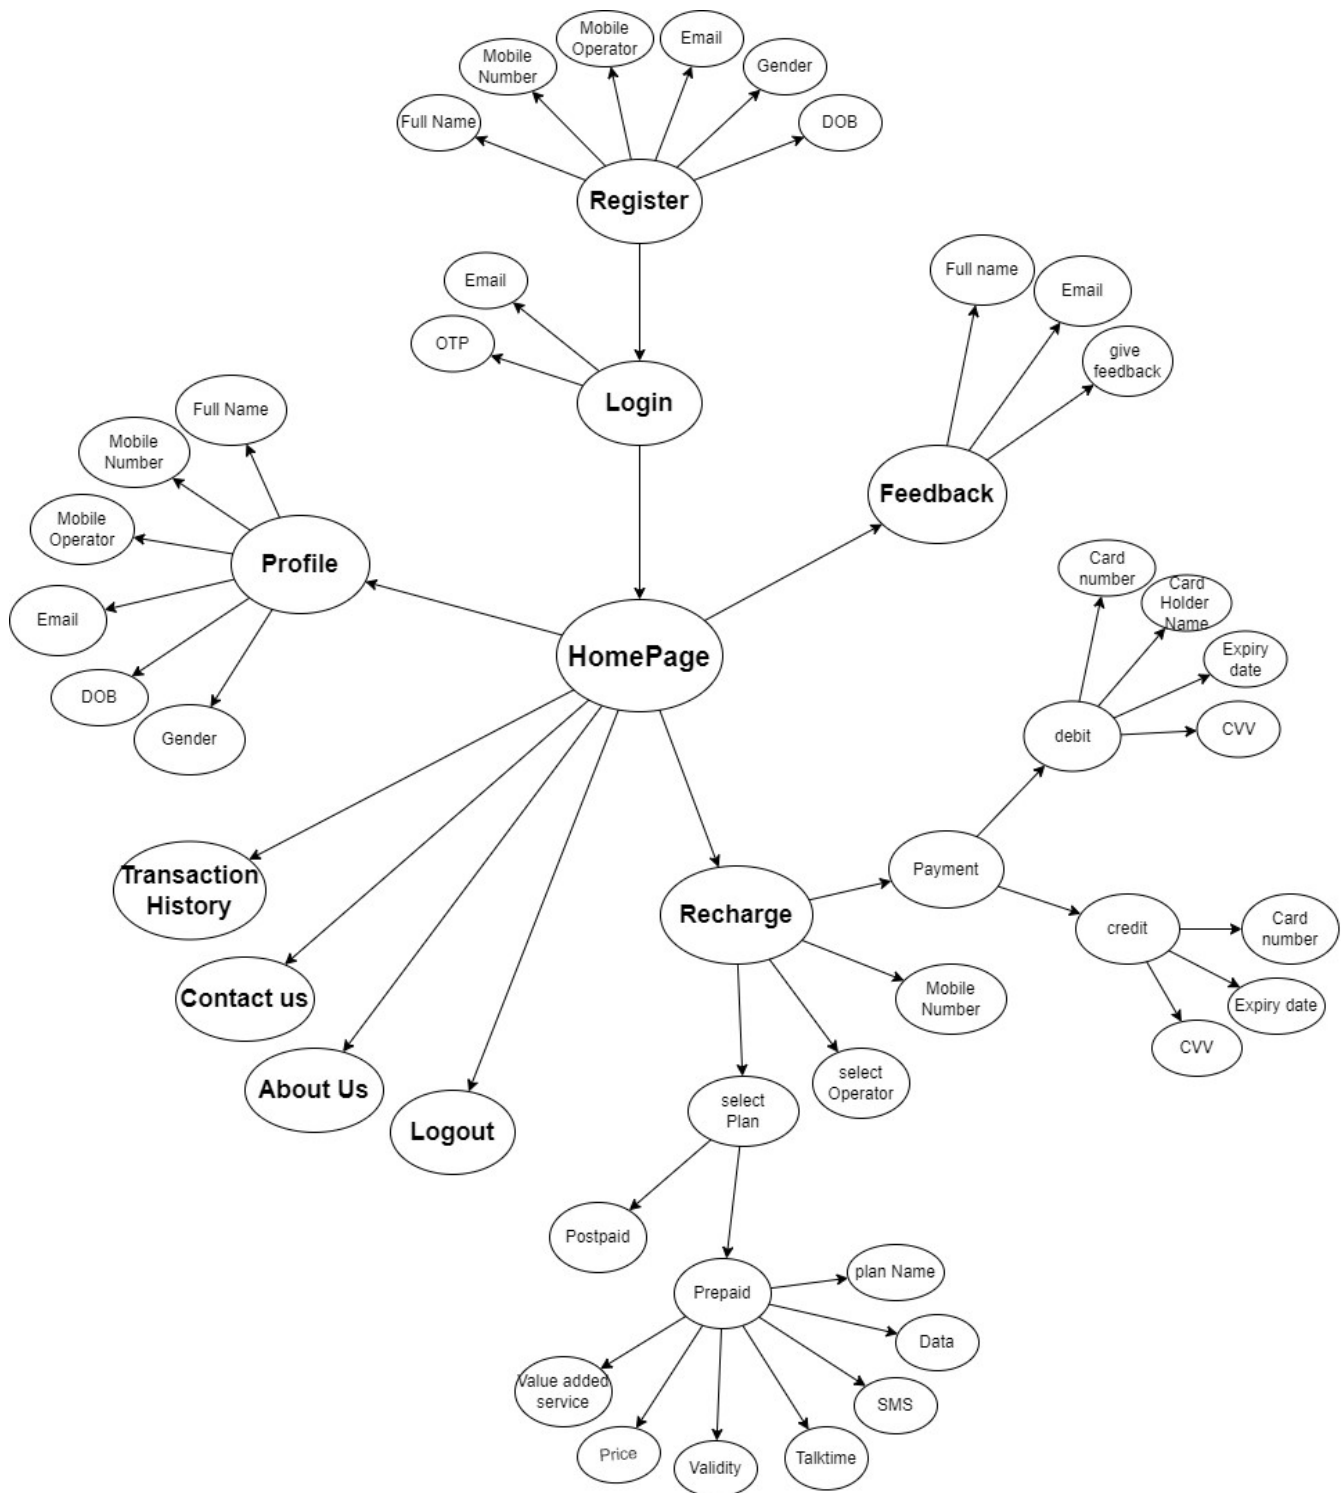 Mobile
Operator
Email
Mobile
Number
Gender
Full Name
DOB
Register
Full name
Email
Email
OTP
give
feedback
Login
Full Name
Mobile
Number
Feedback
Mobile
Operator
Profile
Card
number
Card
Holder
Name
Email
HomePage
Expiry
date
DOB
Gender
debit
CVV
Transaction
History
Payment
Recharge
credit
Card
number
Contact us
Mobile
Number
Expiry date
CVV
About Us
select
Operator
select
Plan
Logout
Postpaid
plan Name
Prepaid
Data
Value added
service
SMS
Price
Validity
Talktime